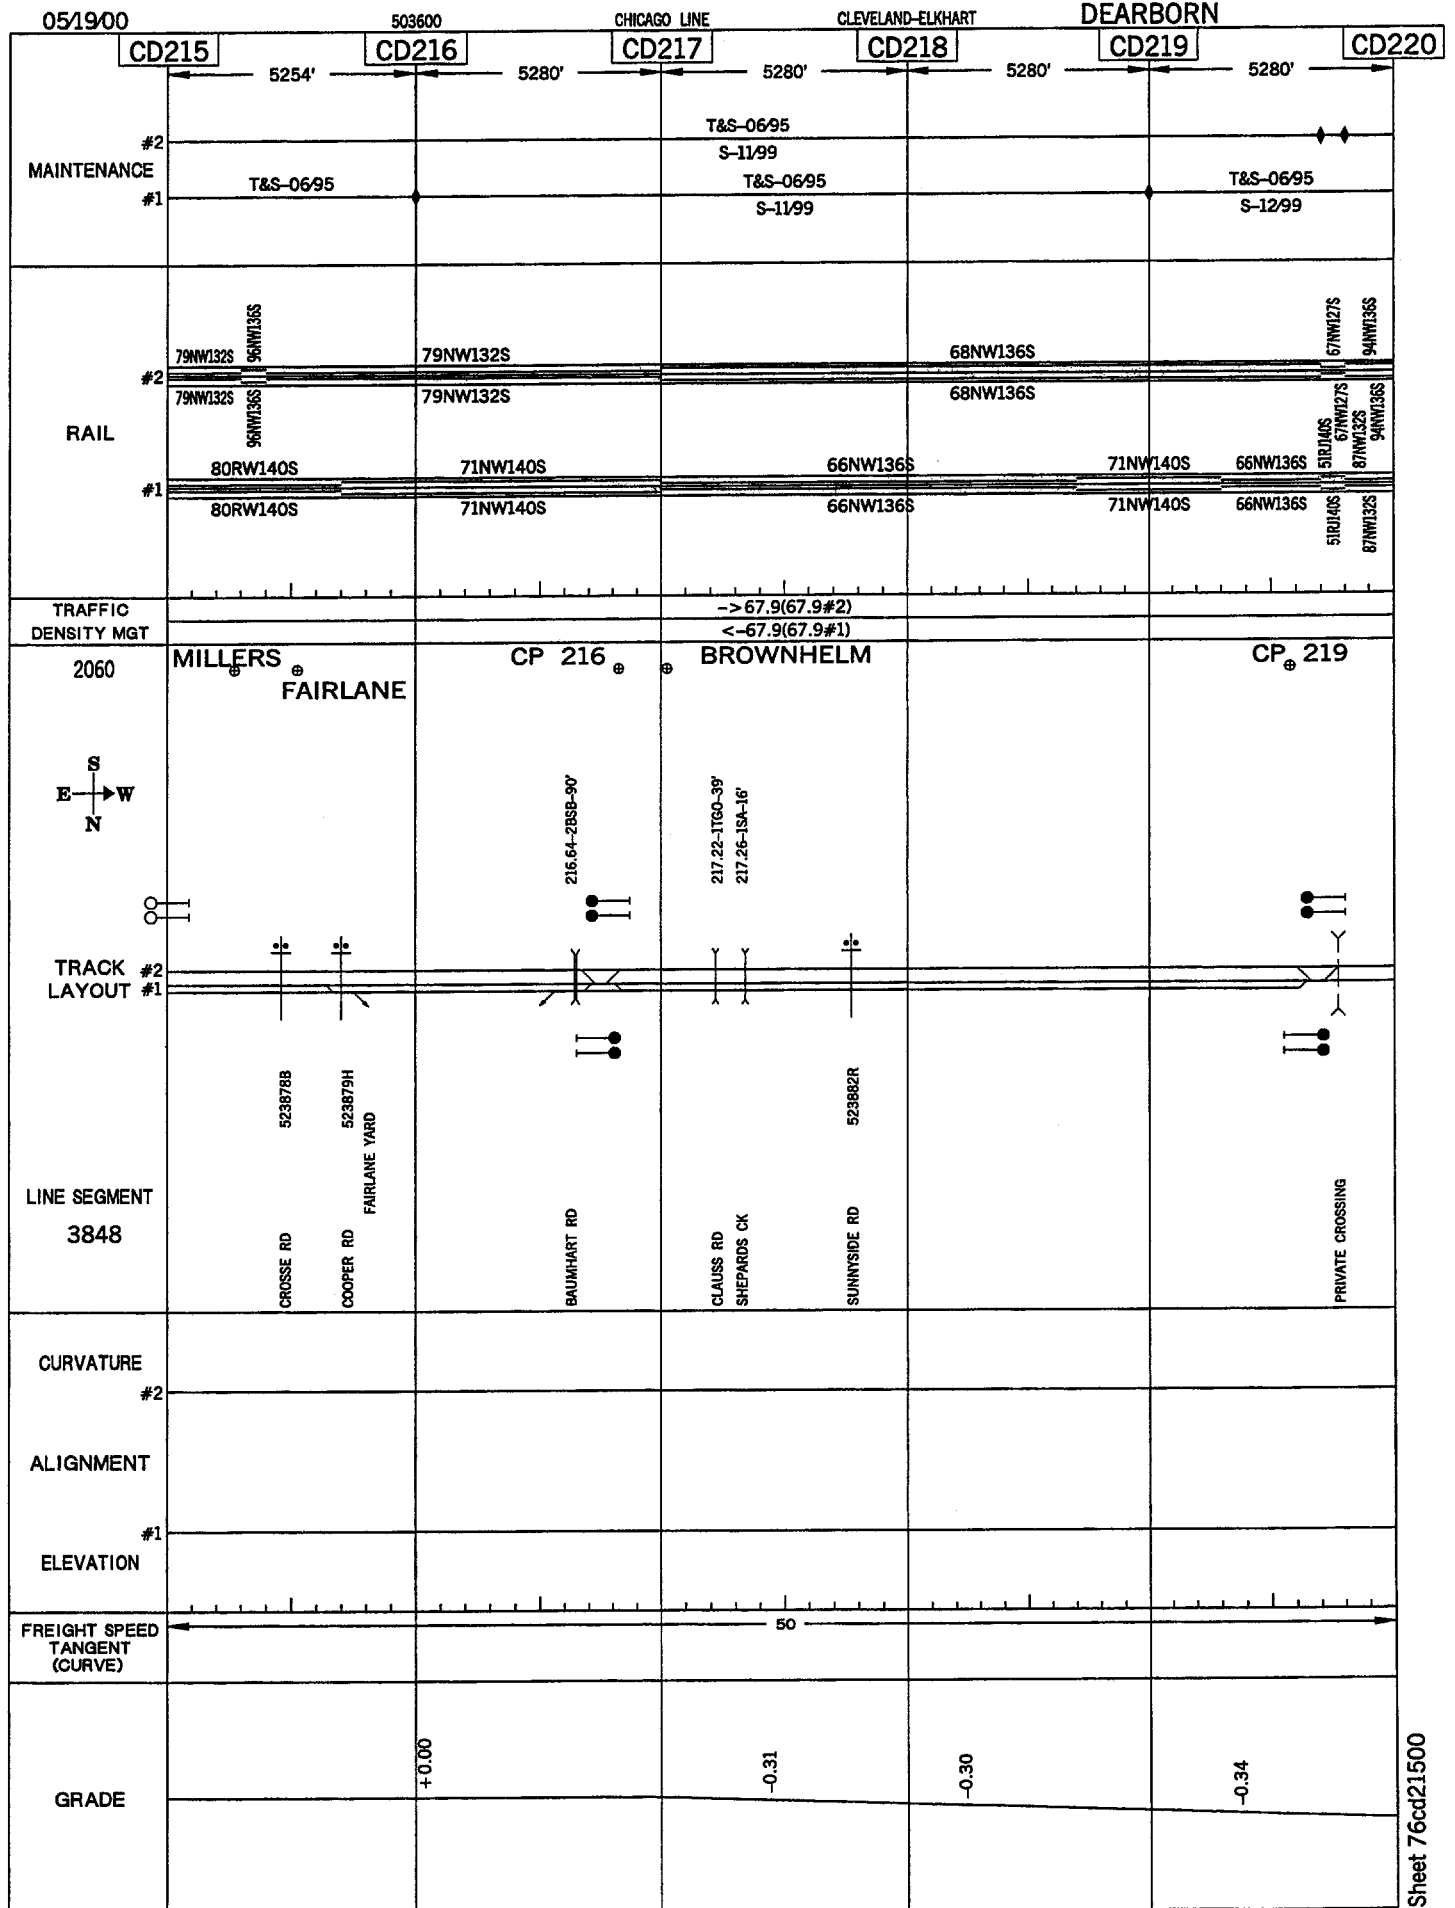 05/19/00 503600 CHICAGO LINE CLEVELAND-ELKHART DEARBORN
CD215 CD216 CD217 CD218 CD219 CD220
5254' 5280' 5280' 5280' 5280'
MAINTENANCE
#2 T&S-06/95
S-11/99
#1 T&S-06/95 T&S-06/95 T&S-06/95
S-11/99 S-12/99
RAIL
96NW136S 67NW127S 94NW136S
79NW132S 79NW132S 68NW136S
#2
79NW132S 79NW132S 68NW136S
96NW136S 51RJ140S 67NW127S 87NW132S 94NW136S
80RW140S 71NW140S 66NW136S 71NW140S 66NW136S
#1
80RW140S 71NW140S 66NW136S 71NW140S 66NW136S
51RJ140S 87NW132S
TRAFFIC
DENSITY MGT
->67.9(67.9#2)
<-67.9(67.9#1)
2060
MILLERS CP 216 BROWNHELM CP 219
FAIRLANE
S
E W
N
216.64-2BSB-90' 217.22-1TGO-39' 217.26-1SA-16'
TRACK #2
LAYOUT #1
523878B 523879H 523882R
FAIRLANE YARD
LINE SEGMENT
3848
CROSSE RD COOPER RD BAUMHART RD CLAUSS RD SHEPARDS CK SUNNYSIDE RD PRIVATE CROSSING
CURVATURE
#2
ALIGNMENT
#1
ELEVATION
FREIGHT SPEED
TANGENT
(CURVE)
50
GRADE
+0.00 -0.31 -0.30 -0.34
Sheet 76cd21500